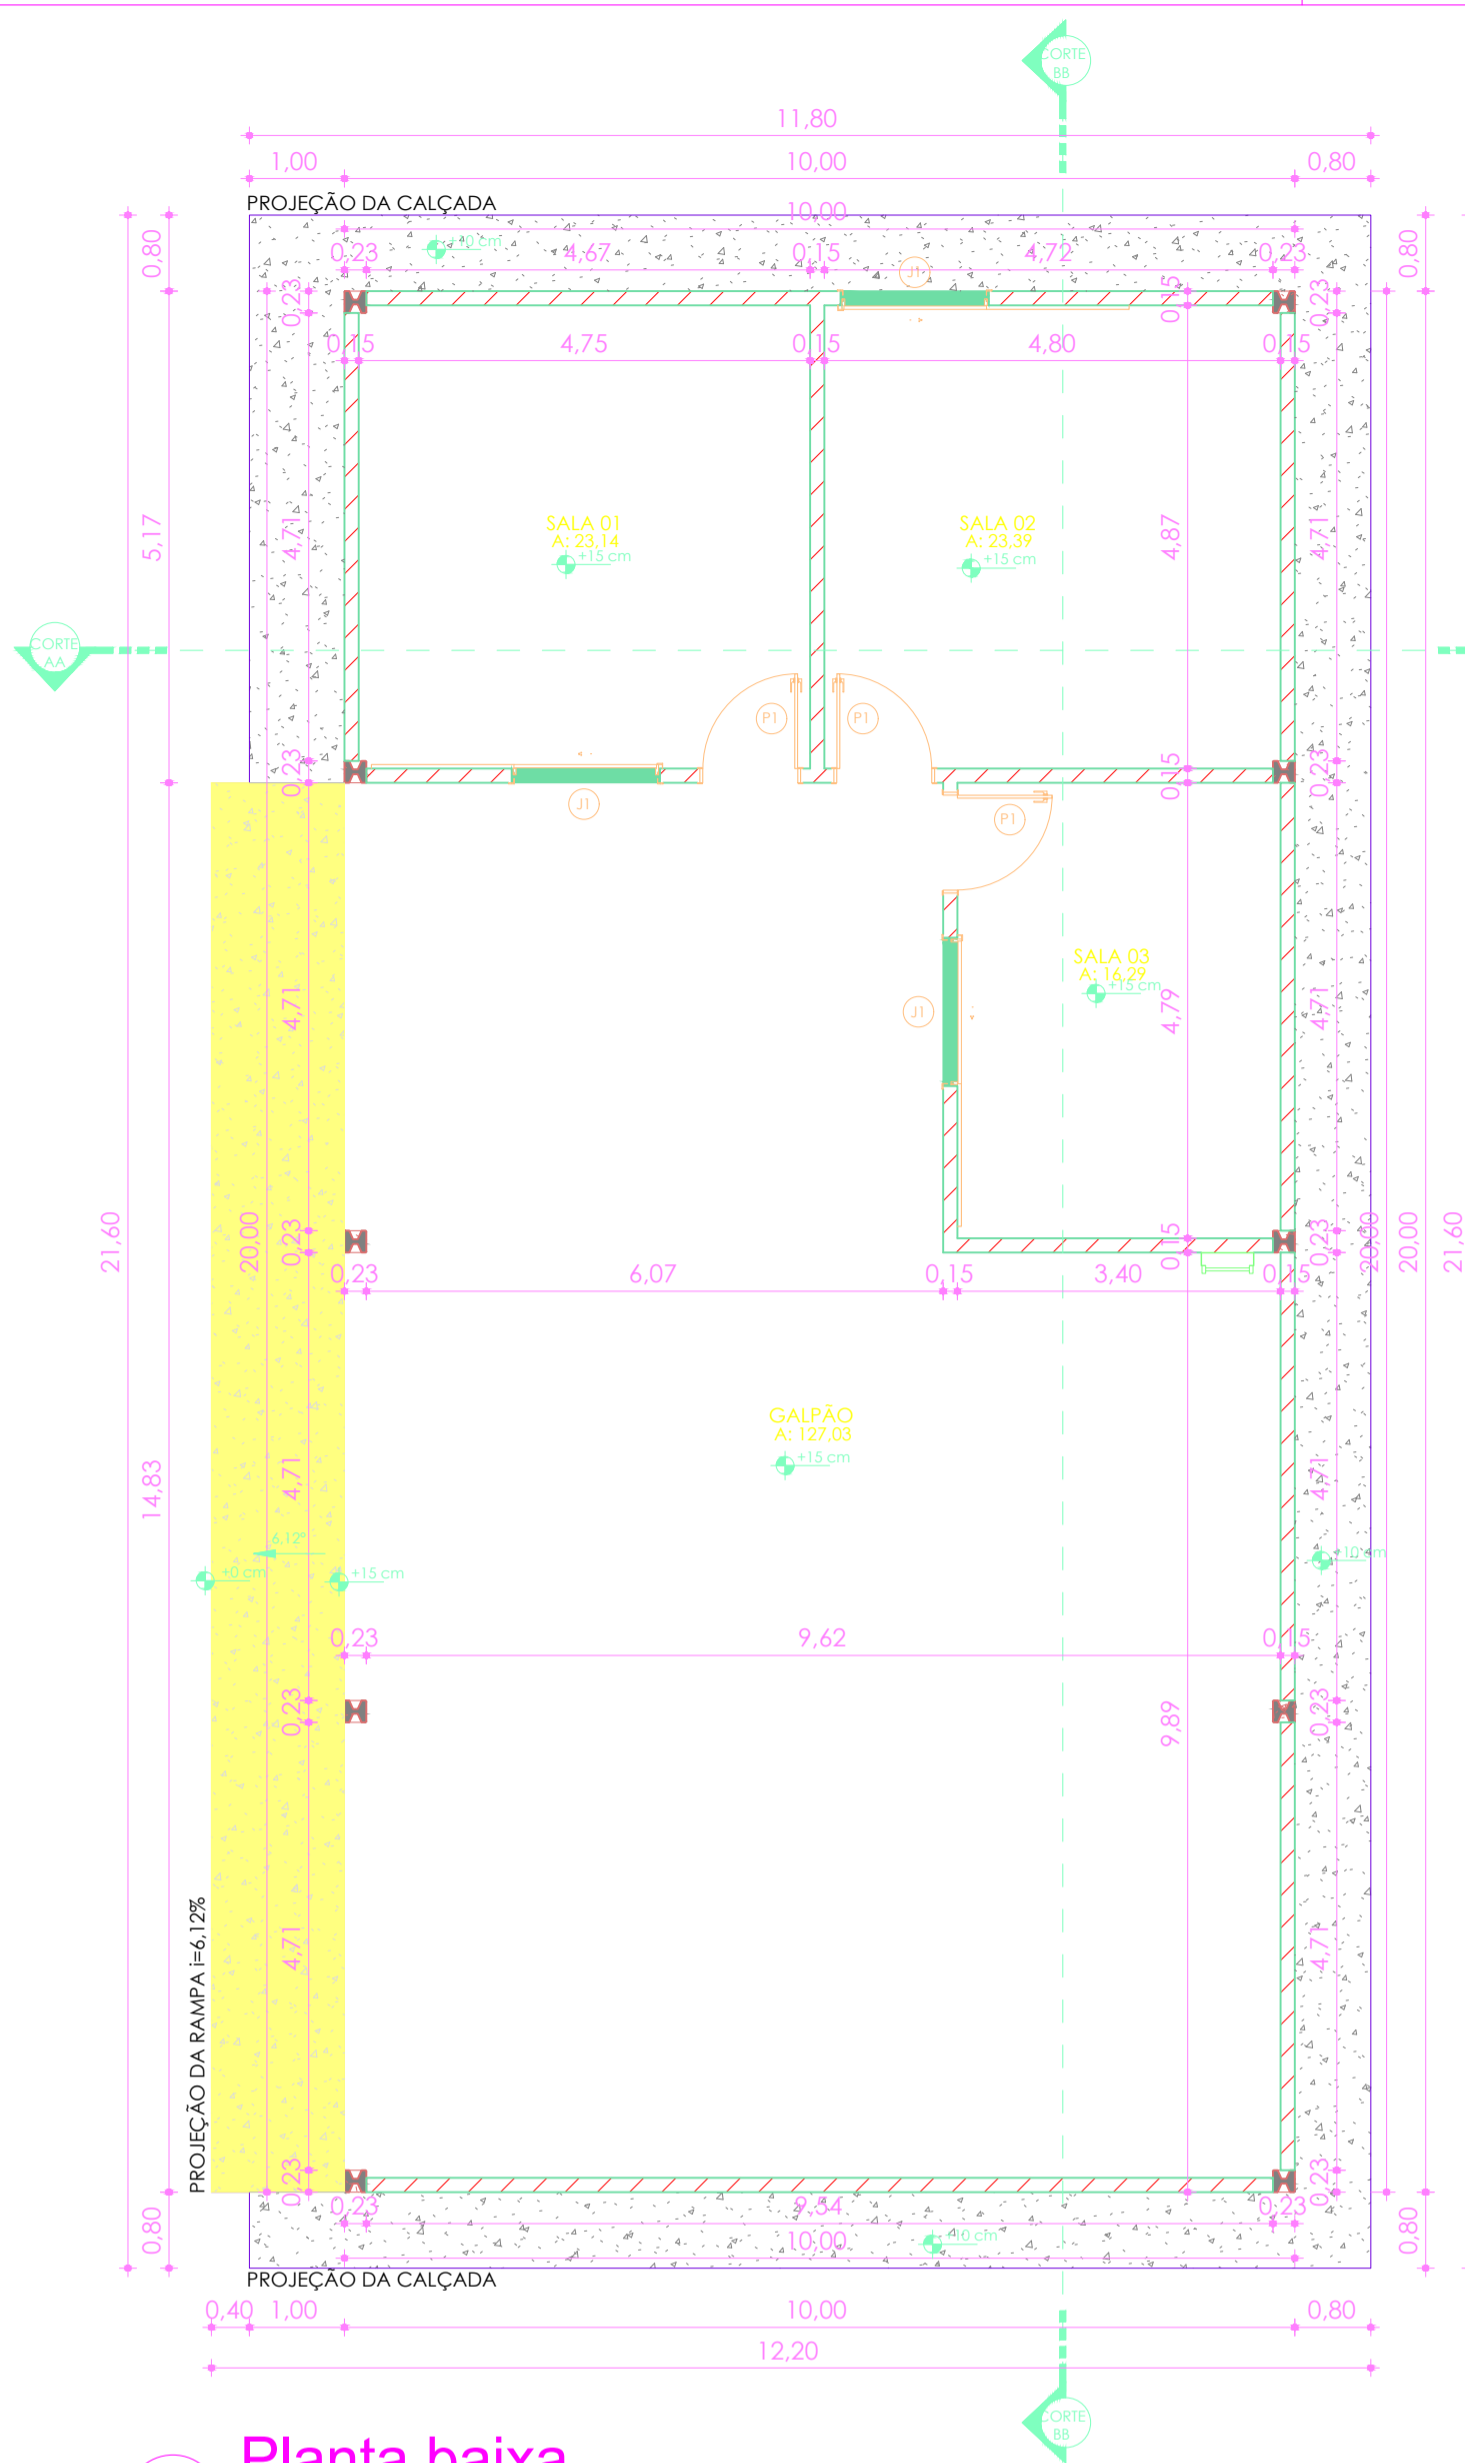 CORTE
BB
11,80
1,00
10,00
0,80
PROJEÇÃO DA CALÇADA
10,00
+10 cm
0,23
4,67
0,15
4,72
0,23
J1
0,80
0,80
0,23
0,15
0,23
0,15
4,75
0,15
4,80
0,15
5,17
4,71
SALA 01
A: 23,14
+15 cm
SALA 02
A: 23,39
+15 cm
4,87
4,71
CORTE
AA
P1
P1
0,23
J1
0,15
0,23
P1
4,71
J1
SALA 03
A: 16,29
+15 cm
4,79
4,71
21,60
20,00
0,23
0,15
0,23
20,00
20,00
21,60
0,23
6,07
0,15
3,40
0,15
GALPÃO
A: 127,03
+15 cm
14,83
4,71
4,71
6,12°
+0 cm
+15 cm
+10 cm
0,23
9,62
0,15
0,23
9,89
0,23
PROJEÇÃO DA RAMPA i=6,12%
4,71
4,71
0,23
0,23
0,23
9,54
0,23
0,80
10,00
+10 cm
0,80
PROJEÇÃO DA CALÇADA
0,40
1,00
10,00
0,80
12,20
CORTE
BB
Planta baixa